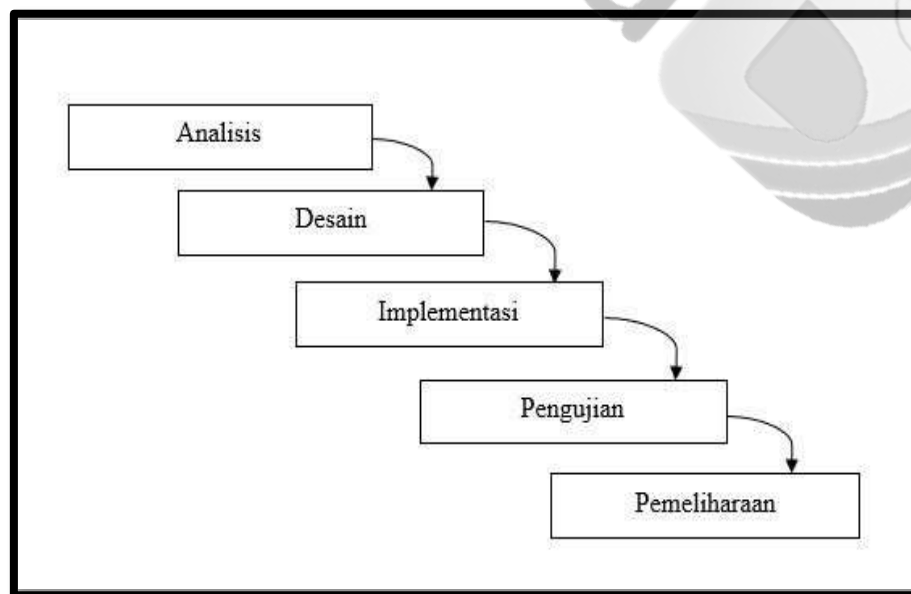 Analisis
Desain
Implementasi
Pengujian
Pemeliharaan